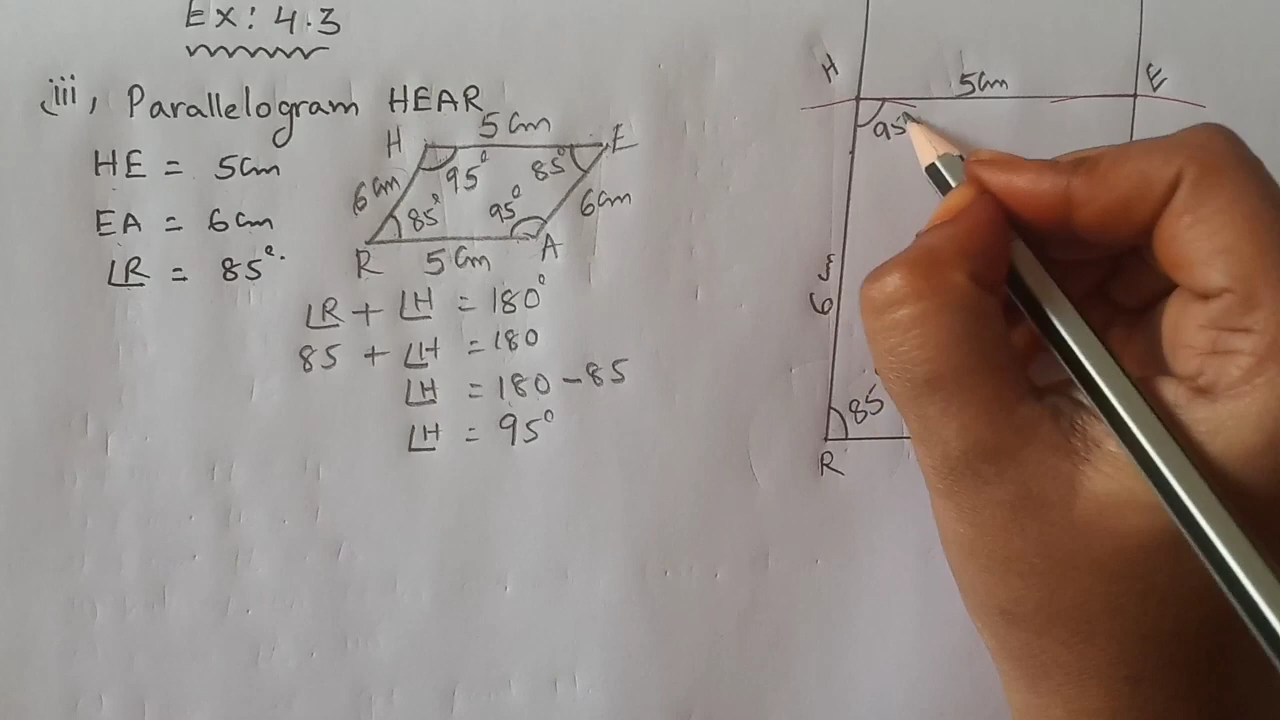 Ex: 4.3
iii, Parallelogram HEAR
HE = 5cm
EA = 6cm
∠R = 85°.
H 5cm E
6cm 95° 85° 6cm
85° 95°
R 5cm A
∠R + ∠H = 180°
85 + ∠H = 180
∠H = 180 - 85
∠H = 95°
H 5cm E
95°
6cm
85
R